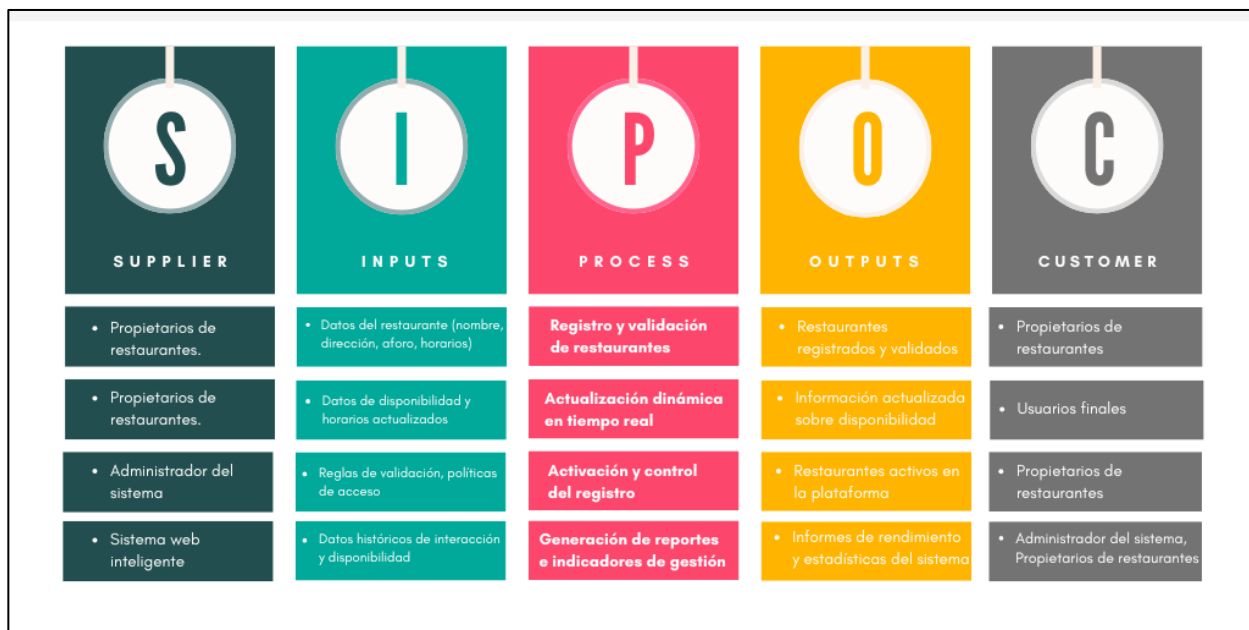 S
I
P
O
C
SUPPLIER
INPUTS
PROCESS
OUTPUTS
CUSTOMER
• Propietarios de
restaurantes.
• Datos del restaurante (nombre,
dirección, aforo, horarios)
Registro y validación
de restaurantes
• Restaurantes
registrados y validados
• Propietarios de
restaurantes
• Propietarios de
restaurantes.
• Datos de disponibilidad y
horarios actualizados
Actualización dinámica
en tiempo real
• Información actualizada
sobre disponibilidad
• Usuarios finales
• Administrador del
sistema
• Reglas de validación, políticas
de acceso
Activación y control
del registro
• Restaurantes activos en
la plataforma
• Propietarios de
restaurantes
• Sistema web
inteligente
• Datos históricos de interacción
y disponibilidad
Generación de reportes
e indicadores de gestión
• Informes de rendimiento
y estadísticas del sistema
• Administrador del sistema,
Propietarios de restaurantes